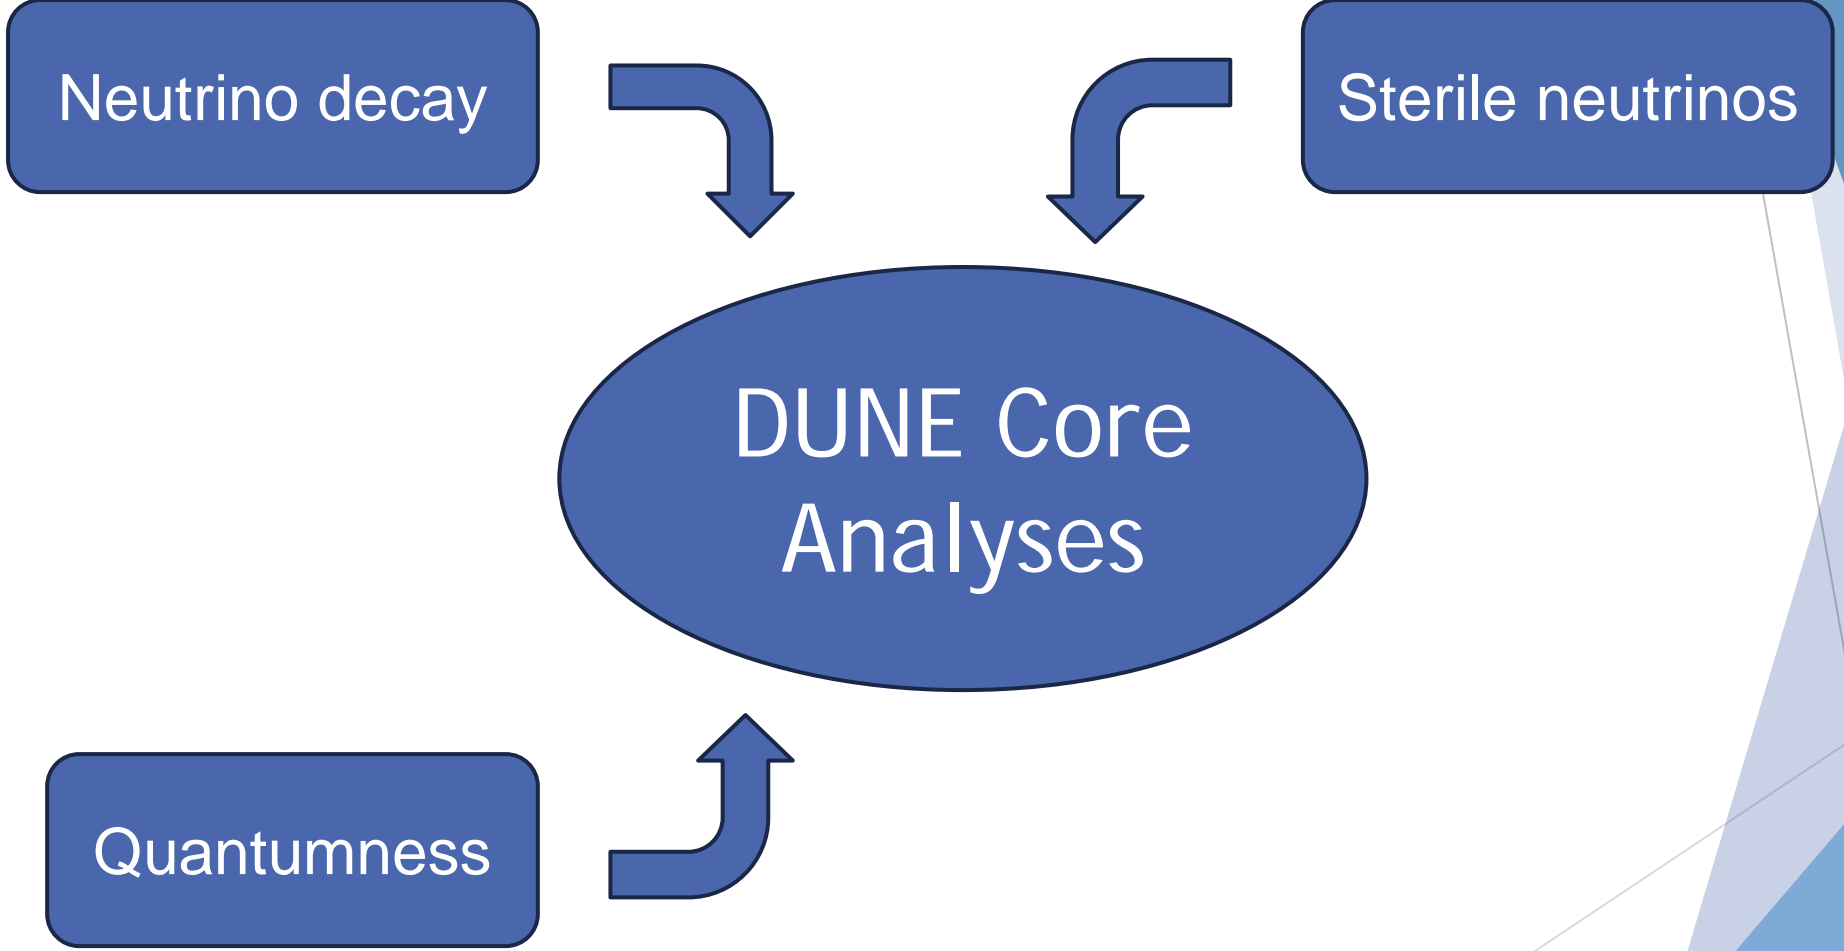 Neutrino decay
Sterile neutrinos
DUNE Core
Analyses
Quantumness